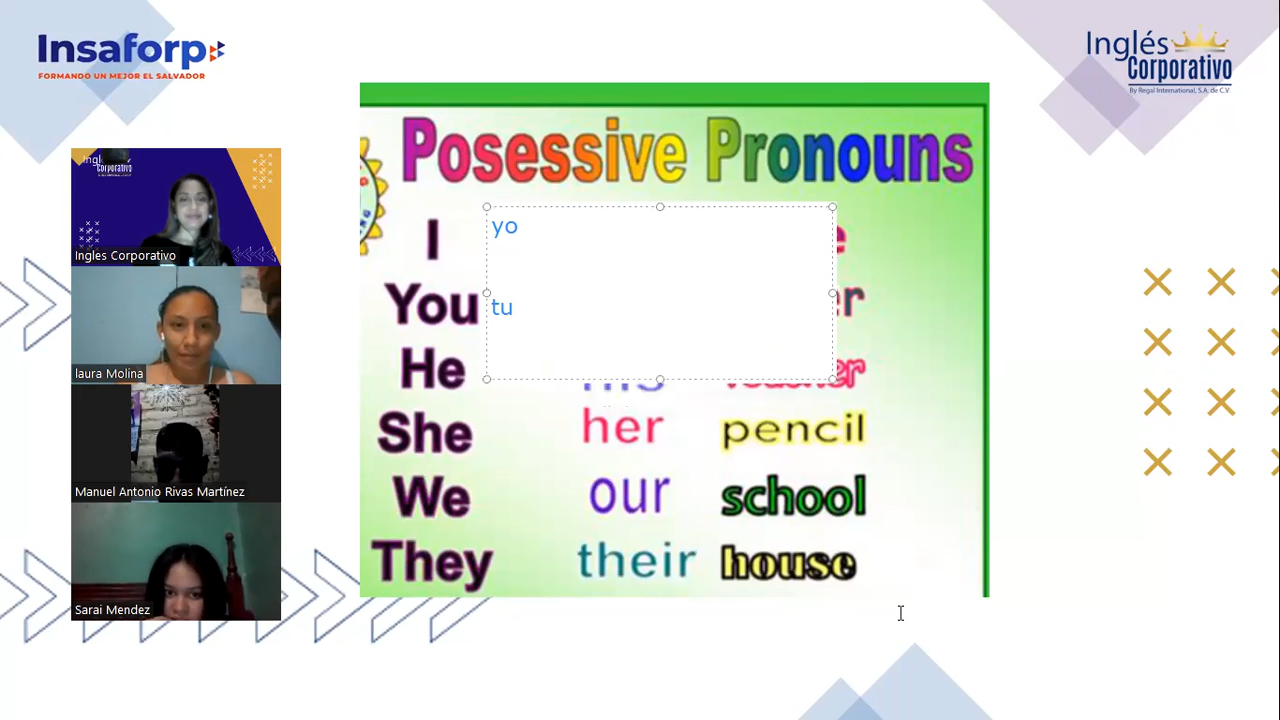 Insaforp
FORMANDO UN MEJOR EL SALVADOR
Inglés
Corporativo
By Regal International, S.A. de C.V.
Ingles Corporativo
laura Molina
Manuel Antonio Rivas Martínez
Sarai Mendez
Posessive Pronouns
I
yo
You
tu
He
She her pencil
We our school
They their house